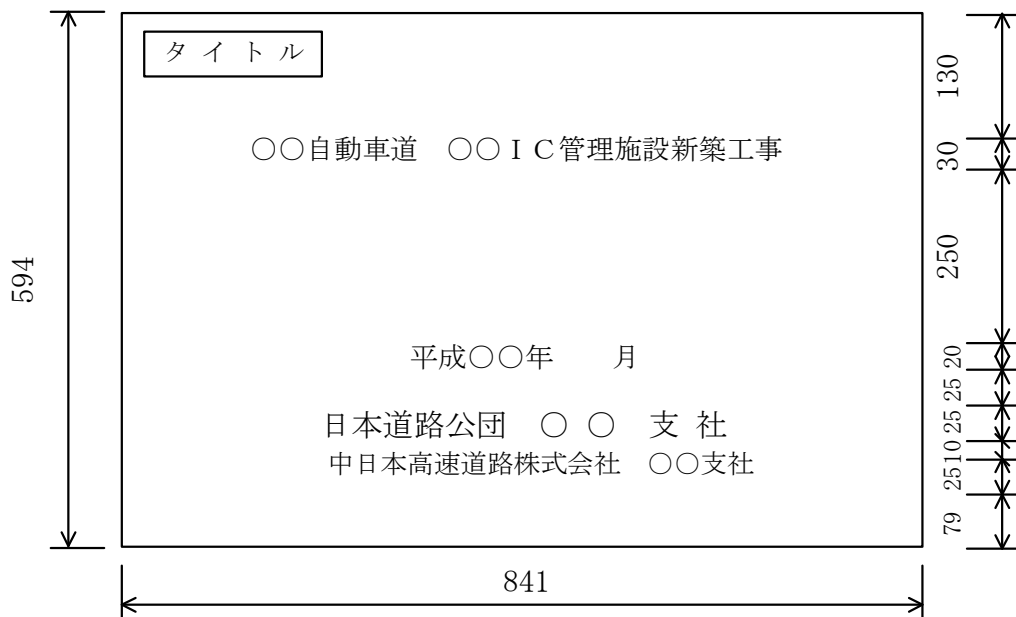 タ イ ト ル
○○自動車道　○○ＩＣ管理施設新築工事
平成○○年　　月
日本道路公団　○ ○　支 社
中日本高速道路株式会社　○○支社
594
841
130
30
250
20
25
25
10
25
79